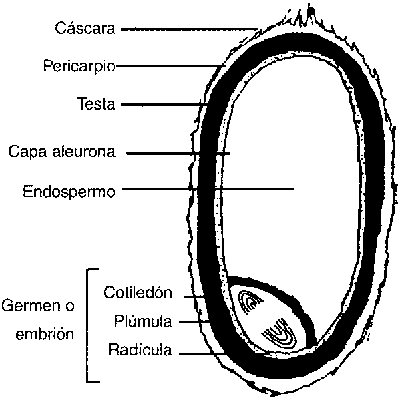 Cáscara
Pericarpio
Testa
Capa aleurona
Endospermo
Germen o
embrión
Cotiledón
Plúmula
Radícula